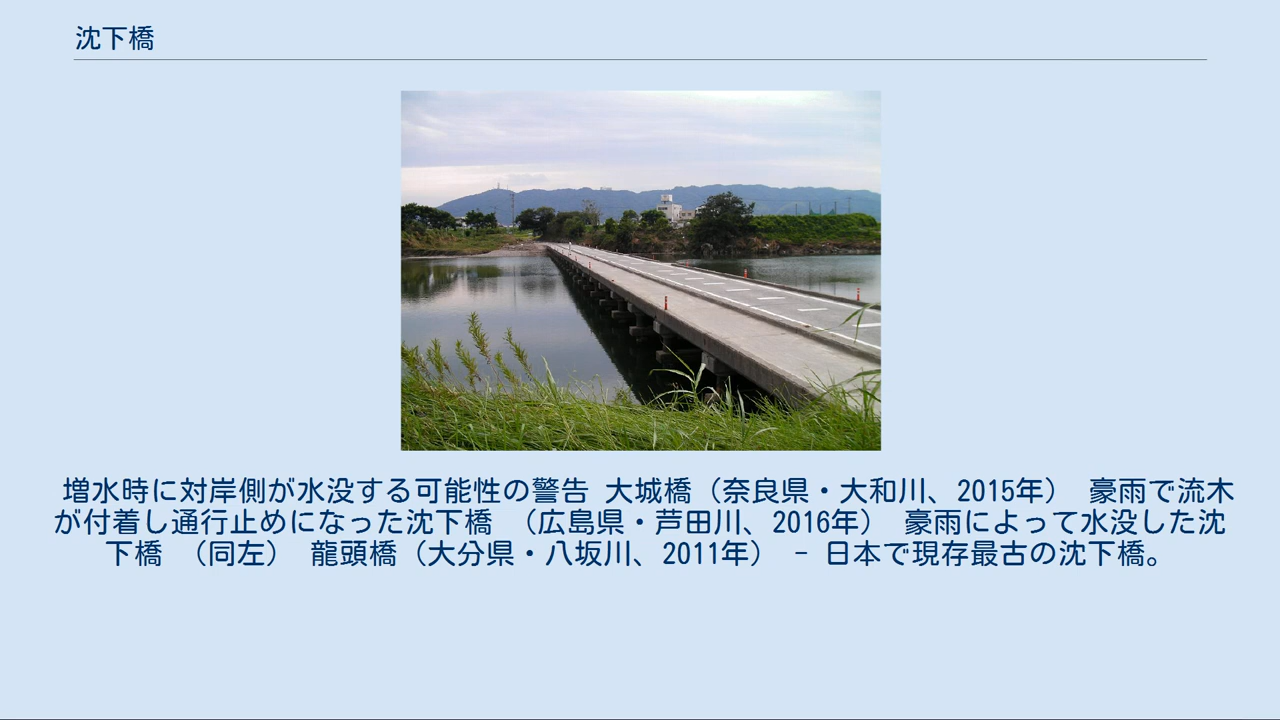 沈下橋
増水時に対岸側が水没する可能性の警告 大城橋（奈良県・大和川、2015年） 豪雨で流木
が付着し通行止めになった沈下橋 （広島県・芦田川、2016年） 豪雨によって水没した沈
下橋 （同左） 龍頭橋（大分県・八坂川、2011年） - 日本で現存最古の沈下橋。